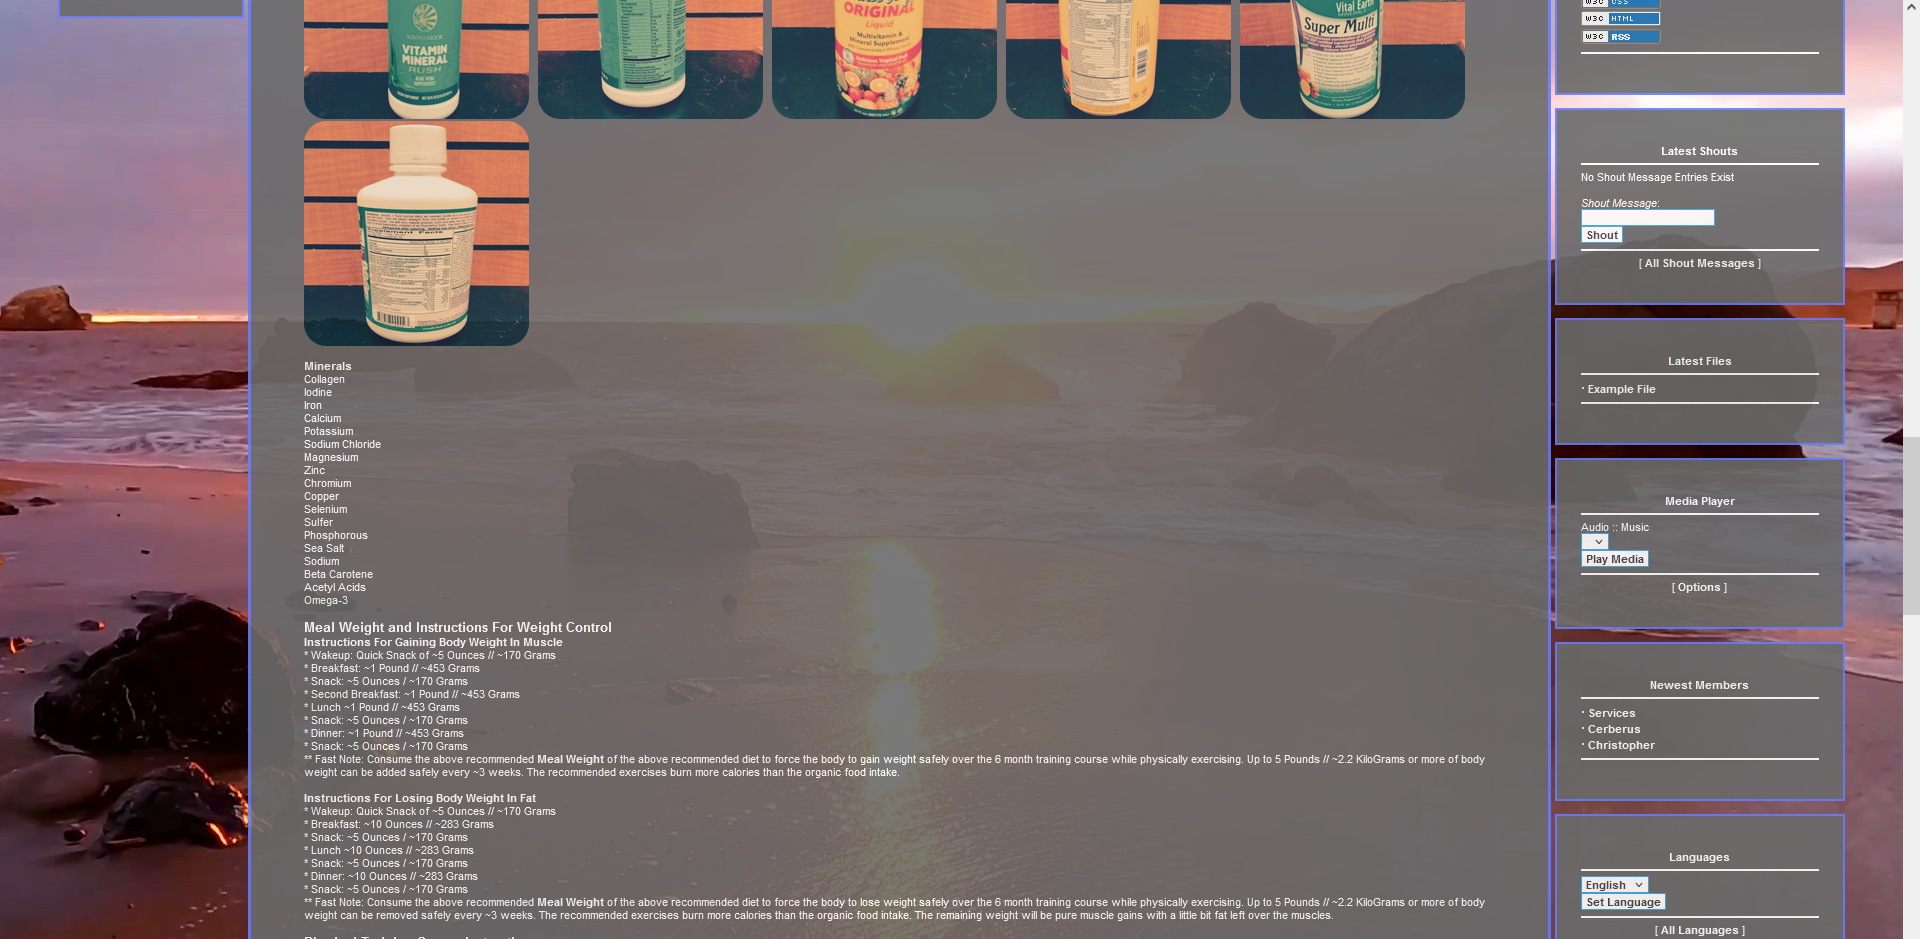 VITAMIN
MINERAL
RUSH
ORIGINAL
Liquid
Multivitamin &
Mineral Supplement
Vital Earth
MINERALS
Super Multi
Minerals
Collagen
Iodine
Iron
Calcium
Potassium
Sodium Chloride
Magnesium
Zinc
Chromium
Copper
Selenium
Sulfer
Phosphorous
Sea Salt
Sodium
Beta Carotene
Acetyl Acids
Omega-3
Meal Weight and Instructions For Weight Control
Instructions For Gaining Body Weight In Muscle
* Wakeup: Quick Snack of ~5 Ounces // ~170 Grams
* Breakfast: ~1 Pound // ~453 Grams
* Snack: ~5 Ounces / ~170 Grams
* Second Breakfast: ~1 Pound // ~453 Grams
* Lunch ~1 Pound // ~453 Grams
* Snack: ~5 Ounces / ~170 Grams
* Dinner: ~1 Pound // ~453 Grams
* Snack: ~5 Ounces / ~170 Grams
** Fast Note: Consume the above recommended Meal Weight of the above recommended diet to force the body to gain weight safely over the 6 month training course while physically exercising. Up to 5 Pounds // ~2.2 KiloGrams or more of body
weight can be added safely every ~3 weeks. The recommended exercises burn more calories than the organic food intake.
Instructions For Losing Body Weight In Fat
* Wakeup: Quick Snack of ~5 Ounces // ~170 Grams
* Breakfast: ~10 Ounces // ~283 Grams
* Snack: ~5 Ounces / ~170 Grams
* Lunch ~10 Ounces // ~283 Grams
* Snack: ~5 Ounces / ~170 Grams
* Dinner: ~10 Ounces // ~283 Grams
* Snack: ~5 Ounces / ~170 Grams
** Fast Note: Consume the above recommended Meal Weight of the above recommended diet to force the body to lose weight safely over the 6 month training course while physically exercising. Up to 5 Pounds // ~2.2 KiloGrams or more of body
weight can be removed safely every ~3 weeks. The recommended exercises burn more calories than the organic food intake. The remaining weight will be pure muscle gains with a little bit fat left over the muscles.
W3C CSS
W3C HTML
W3C RSS
Latest Shouts
No Shout Message Entries Exist
Shout Message:
Shout
[ All Shout Messages ]
Latest Files
· Example File
Media Player
Audio :: Music
Play Media
[ Options ]
Newest Members
· Services
· Cerberus
· Christopher
Languages
English
Set Language
[ All Languages ]